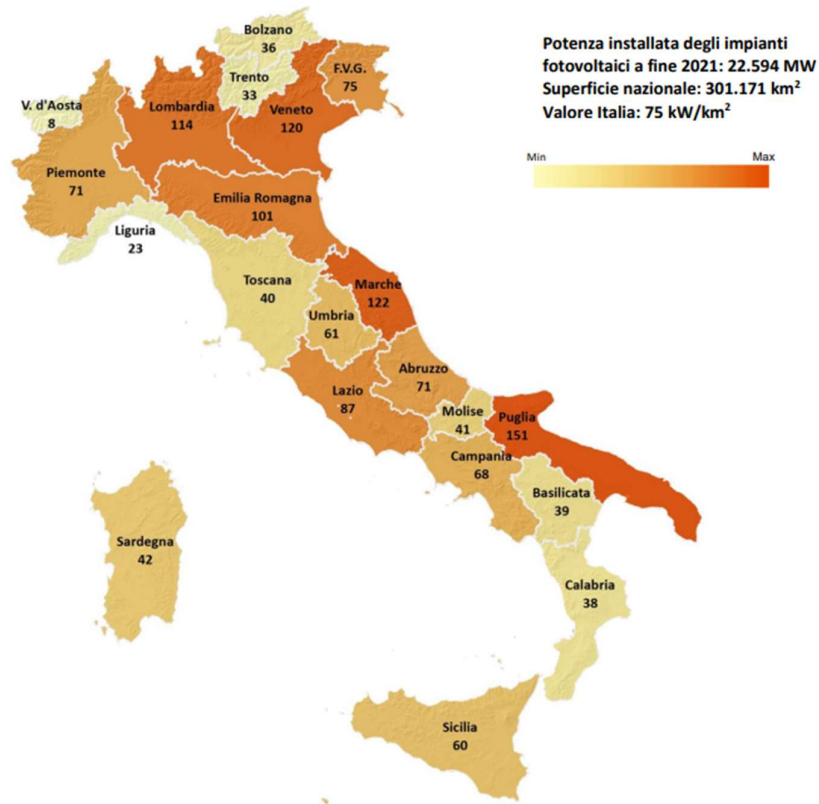 Potenza installata degli impianti
fotovoltaici a fine 2021: 22.594 MW
Superficie nazionale: 301.171 km²
Valore Italia: 75 kW/km²
Min
Max
Bolzano
36
Trento
33
F.V.G.
75
V. d'Aosta
8
Lombardia
114
Veneto
120
Piemonte
71
Emilia Romagna
101
Liguria
23
Toscana
40
Marche
122
Umbria
61
Abruzzo
71
Lazio
87
Molise
41
Puglia
151
Campania
68
Basilicata
39
Sardegna
42
Calabria
38
Sicilia
60